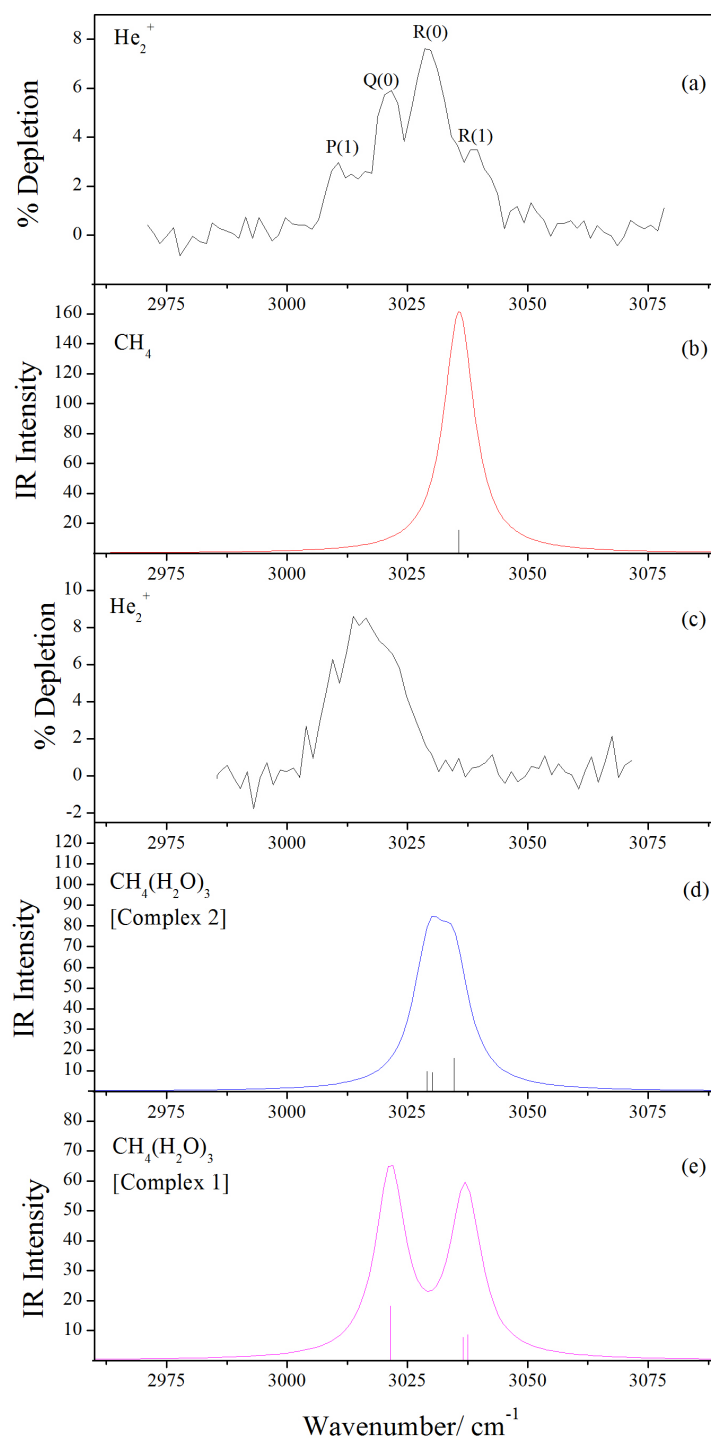 He₂⁺
R(0)
(a)
Q(0)
P(1)
R(1)
% Depletion
8
6
4
2
0
2975 3000 3025 3050 3075
CH₄
(b)
IR Intensity
160
140
120
100
80
60
40
20
2975 3000 3025 3050 3075
He₂⁺
(c)
% Depletion
10
8
6
4
2
0
-2
2975 3000 3025 3050 3075
CH₄(H₂O)₃
[Complex 2]
(d)
IR Intensity
120
110
100
90
80
70
60
50
40
30
20
10
2975 3000 3025 3050 3075
CH₄(H₂O)₃
[Complex 1]
(e)
IR Intensity
80
70
60
50
40
30
20
10
2975 3000 3025 3050 3075
Wavenumber/ cm⁻¹